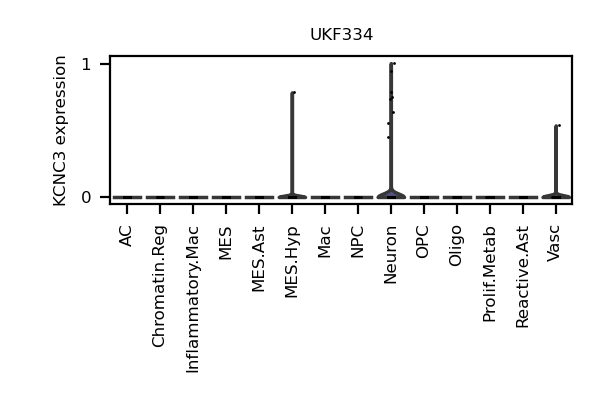 UKF334
KCNC3 expression
1
0
AC
Chromatin.Reg
Inflammatory.Mac
MES
MES.Ast
MES.Hyp
Mac
NPC
Neuron
OPC
Oligo
Prolif.Metab
Reactive.Ast
Vasc